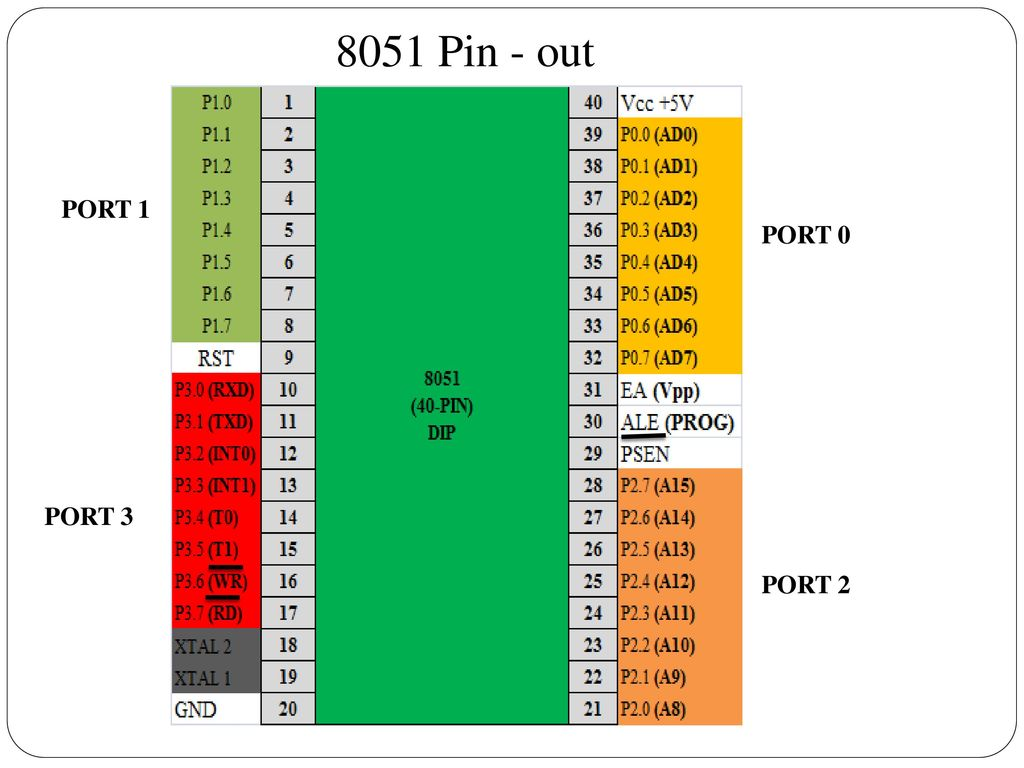 8051 Pin - out
P1.0 1 40 Vcc +5V
P1.1 2 39 P0.0 (AD0)
P1.2 3 38 P0.1 (AD1)
P1.3 4 37 P0.2 (AD2)
PORT 1
P1.4 5 36 P0.3 (AD3)
PORT 0
P1.5 6 35 P0.4 (AD4)
P1.6 7 34 P0.5 (AD5)
P1.7 8 33 P0.6 (AD6)
RST 9 32 P0.7 (AD7)
8051
(40-PIN)
DIP
P3.0 (RXD) 10 31 EA (Vpp)
P3.1 (TXD) 11 30 ALE (PROG)
P3.2 (INT0) 12 29 PSEN
P3.3 (INT1) 13 28 P2.7 (A15)
PORT 3
P3.4 (T0) 14 27 P2.6 (A14)
P3.5 (T1) 15 26 P2.5 (A13)
P3.6 (WR) 16 25 P2.4 (A12)
PORT 2
P3.7 (RD) 17 24 P2.3 (A11)
XTAL 2 18 23 P2.2 (A10)
XTAL 1 19 22 P2.1 (A9)
GND 20 21 P2.0 (A8)